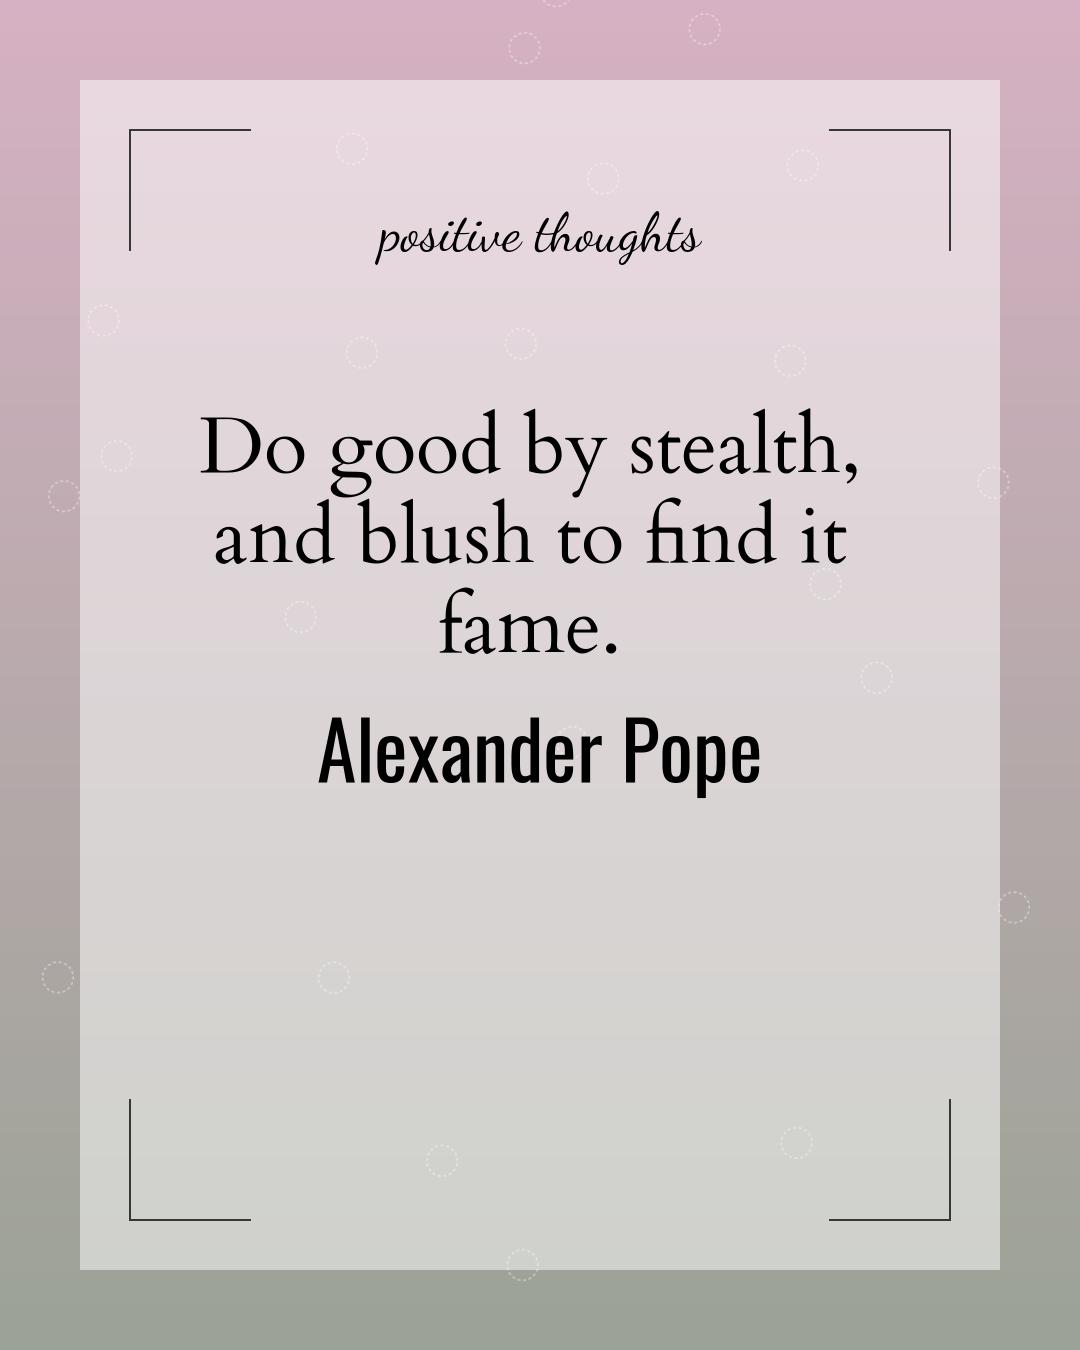 positive thoughts
Do good by stealth,
and blush to find it
fame.
Alexander Pope